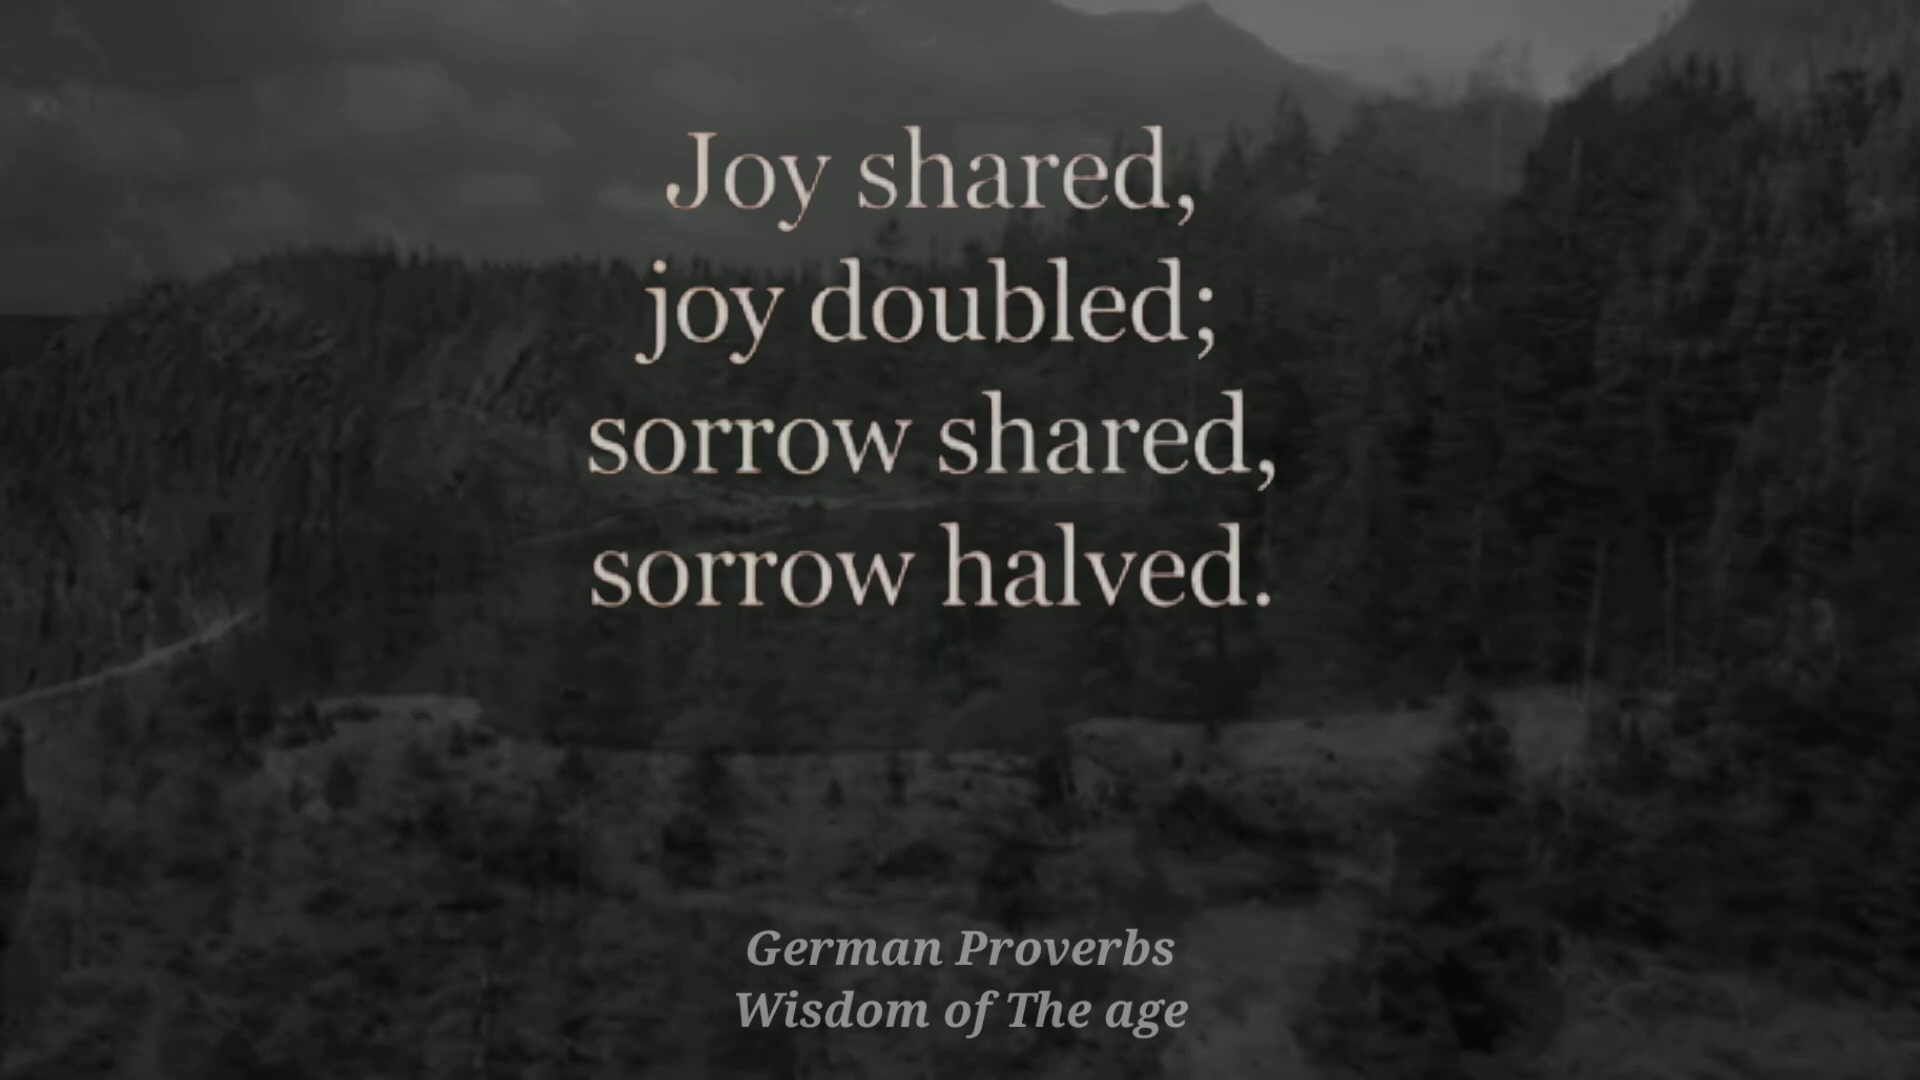 Joy shared,
joy doubled;
sorrow shared,
sorrow halved.
German Proverbs
Wisdom of The age